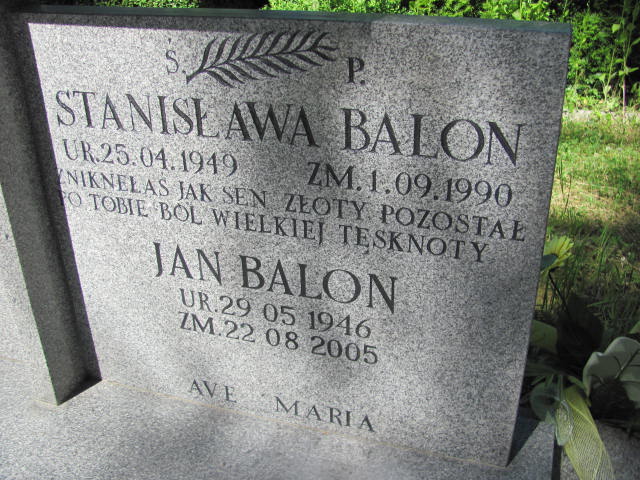 Ś. P.
STANISŁAWA BALON
UR.25.04.1949 ZM.1.09.1990
ZNIKNEŁAŚ JAK SEN ZŁOTY POZOSTAŁ
PO TOBIE BÓL WIELKIEJ TĘSKNOTY
JAN BALON
UR.29 05 1946
ZM.22 08 2005
AVE MARIA